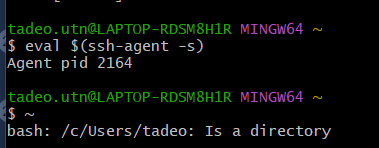 tadeo.utn@LAPTOP-RDSM8H1R MINGW64 ~
$ eval $(ssh-agent -s)
Agent pid 2164
tadeo.utn@LAPTOP-RDSM8H1R MINGW64 ~
$ ~
bash: /c/Users/tadeo: Is a directory